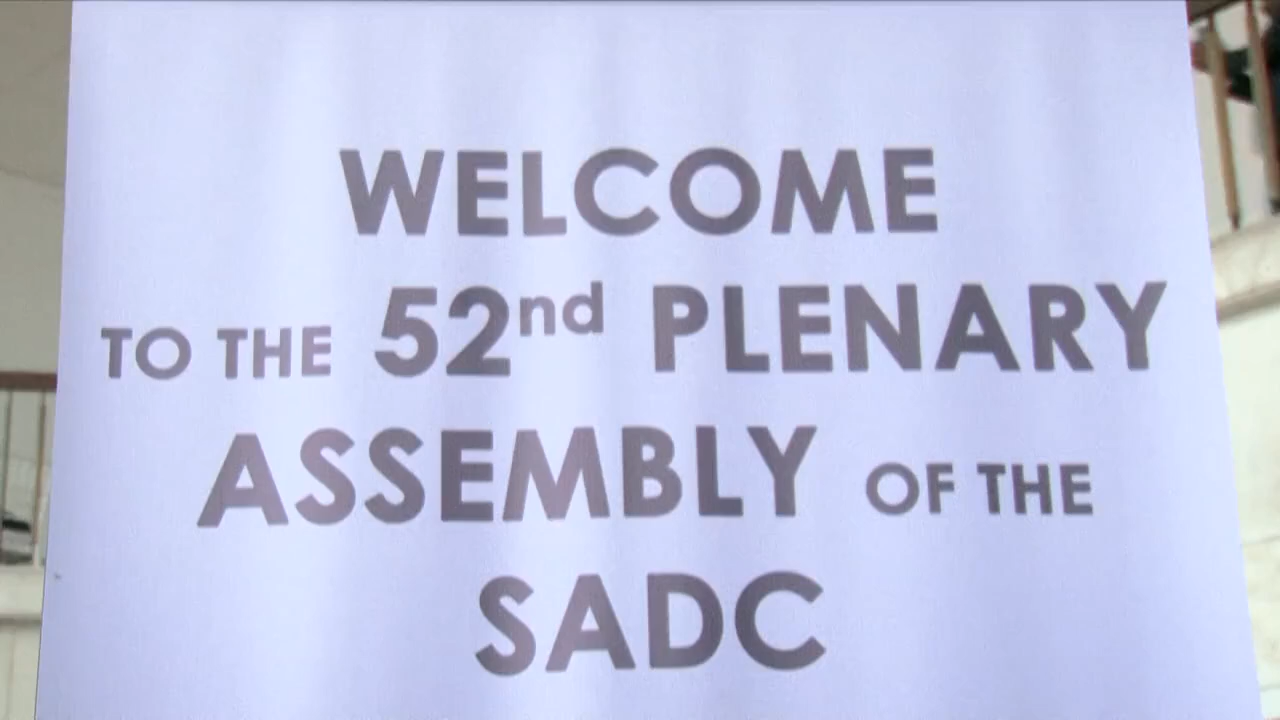 WELCOME
TO THE 52nd PLENARY
ASSEMBLY OF THE
SADC